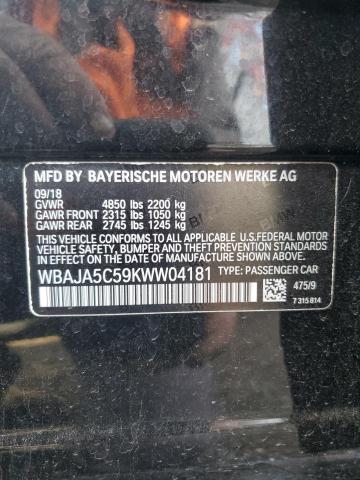 MFD BY BAYERISCHE MOTOREN WERKE AG
09/18
GVWR 4850 lbs 2200 kg
GAWR FRONT 2315 lbs 1050 kg
GAWR REAR 2745 lbs 1245 kg
THIS VEHICLE CONFORMS TO ALL APPLICABLE U.S.FEDERAL MOTOR
VEHICLE SAFETY, BUMPER, AND THEFT PREVENTION STANDARDS IN
EFFECT ON THE DATE OF MANUFACTURE SHOWN ABOVE.
WBAJA5C59KWW04181 TYPE: PASSENGER CAR
475/9
7 315 814